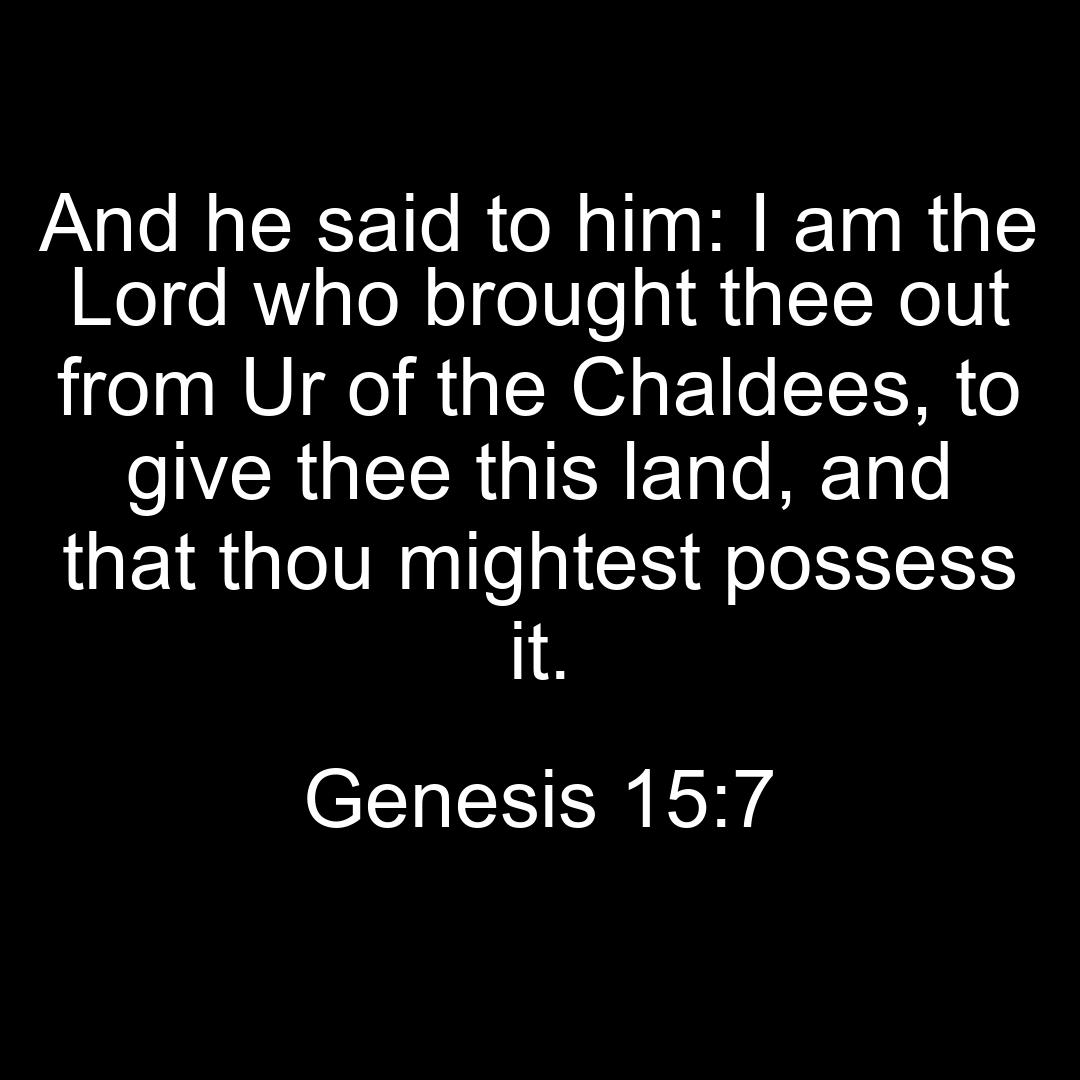 And he said to him: I am the
Lord who brought thee out
from Ur of the Chaldees, to
give thee this land, and
that thou mightest possess
it.
Genesis 15:7